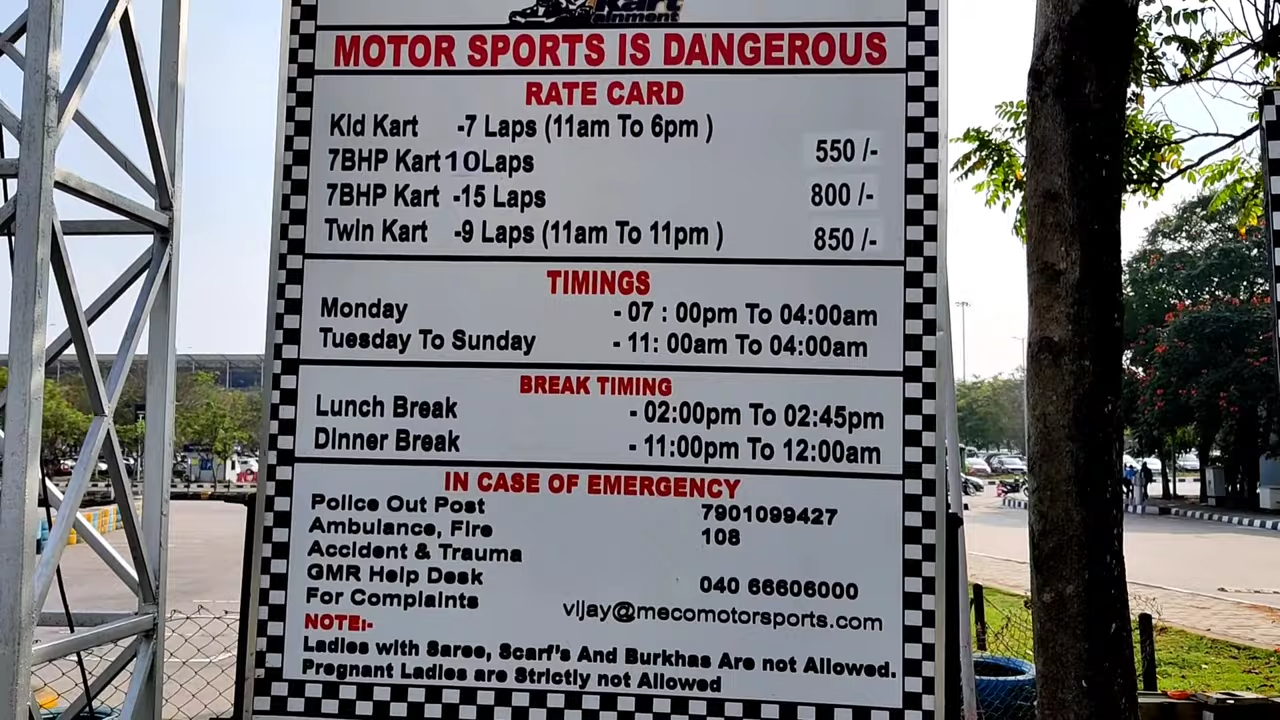 Kart
ainment
MOTOR SPORTS IS DANGEROUS
RATE CARD
Kid Kart -7 Laps (11am To 6pm )
7BHP Kart 10Laps 550 /-
7BHP Kart -15 Laps 800 /-
Twin Kart -9 Laps (11am To 11pm ) 850 /-
TIMINGS
Monday - 07 : 00pm To 04:00am
Tuesday To Sunday - 11: 00am To 04:00am
BREAK TIMING
Lunch Break - 02:00pm To 02:45pm
Dinner Break - 11:00pm To 12:00am
IN CASE OF EMERGENCY
Police Out Post 7901099427
Ambulance, Fire 108
Accident & Trauma
GMR Help Desk 040 66606000
For Complaints vijay@mecomotorsports.com
NOTE:-
Ladies with Saree, Scarf's And Burkhas Are not Allowed.
Pregnant Ladies are Strictly not Allowed